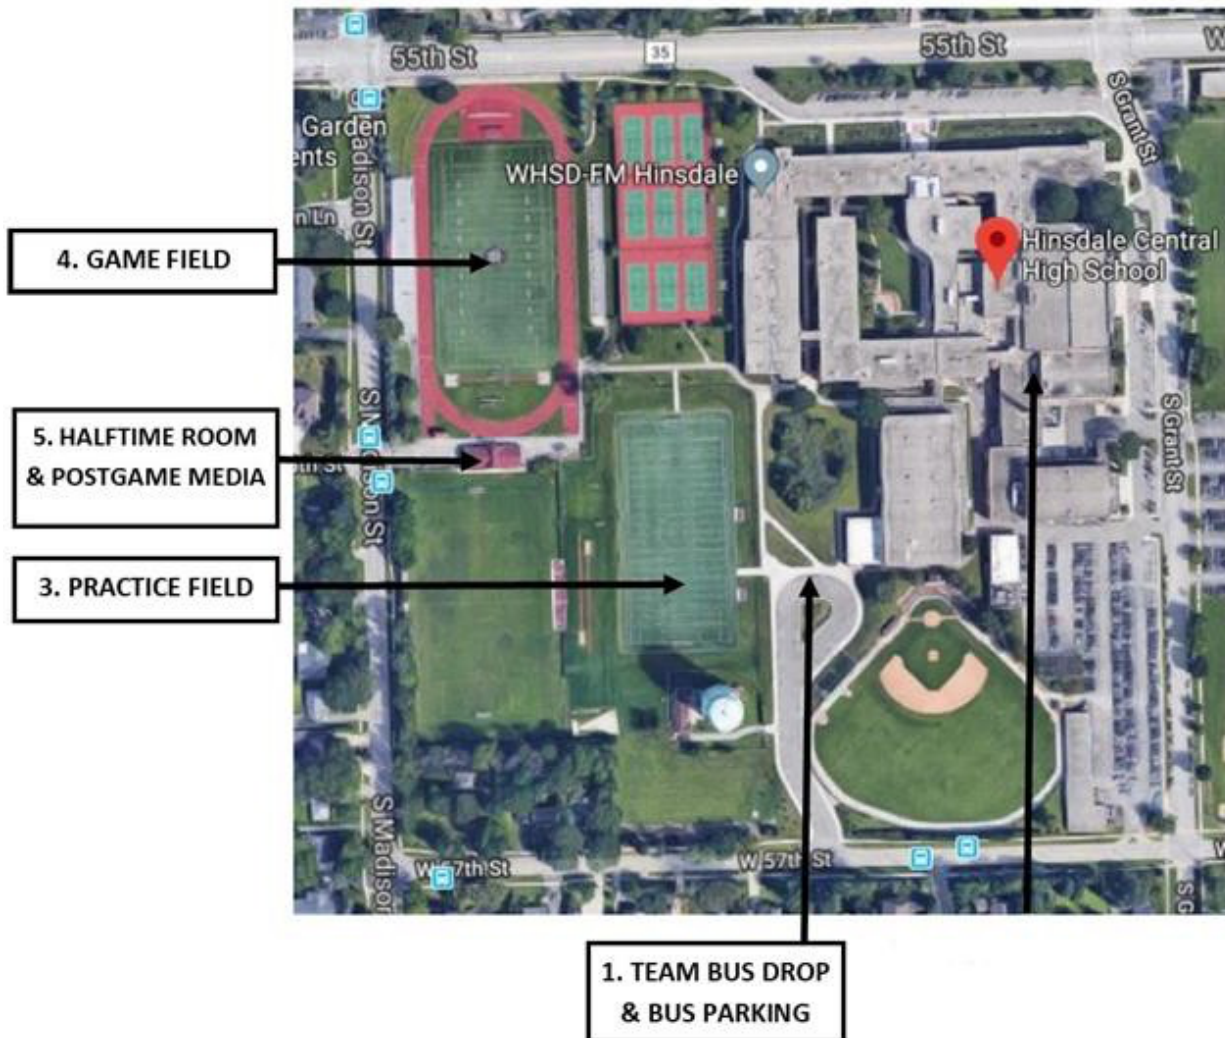 55th St
35
55th St
W
S Grant St
Garden
ents
Madison St
WHSD-FM Hinsdale
n Ln
4. GAME FIELD
Hinsdale Central
High School
5. HALFTIME ROOM
& POSTGAME MEDIA
th St
S Grant St
3. PRACTICE FIELD
S Madison
W 57th St
W 57th St
W
S G
1. TEAM BUS DROP
& BUS PARKING